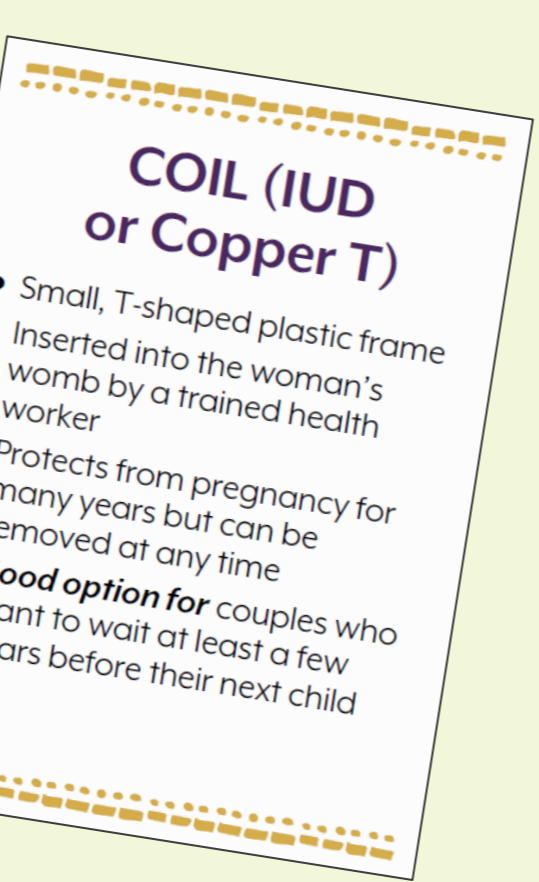 COIL (IUD
or Copper T)
• Small, T-shaped plastic frame
Inserted into the woman's
womb by a trained health
worker
Protects from pregnancy for
many years but can be
emoved at any time
ood option for couples who
ant to wait at least a few
ars before their next child